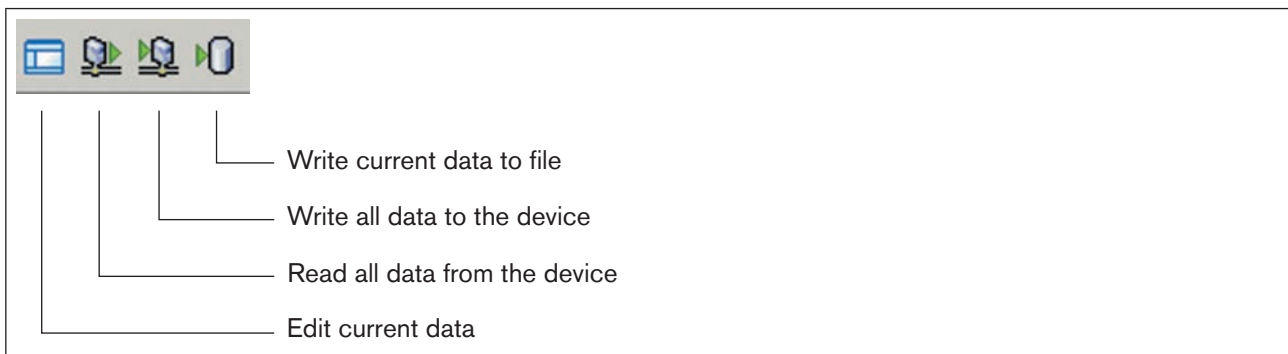 Write current data to file
Write all data to the device
Read all data from the device
Edit current data